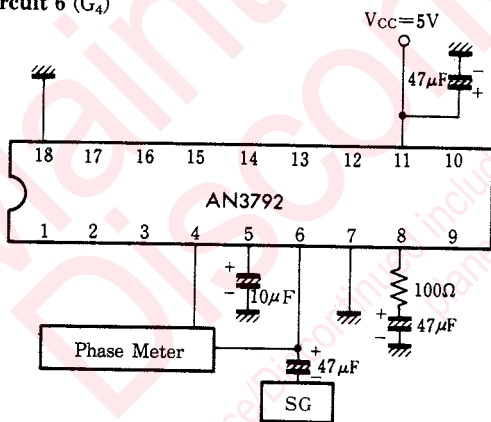 rcuit 6 (G₄)
VCC=5V
47μF
−
+
18 17 16 15 14 13 12 11 10
AN3792
1 2 3 4 5 6 7 8 9
+
−
10μF
100Ω
+
−
47μF
Phase Meter
+
−
47μF
SG